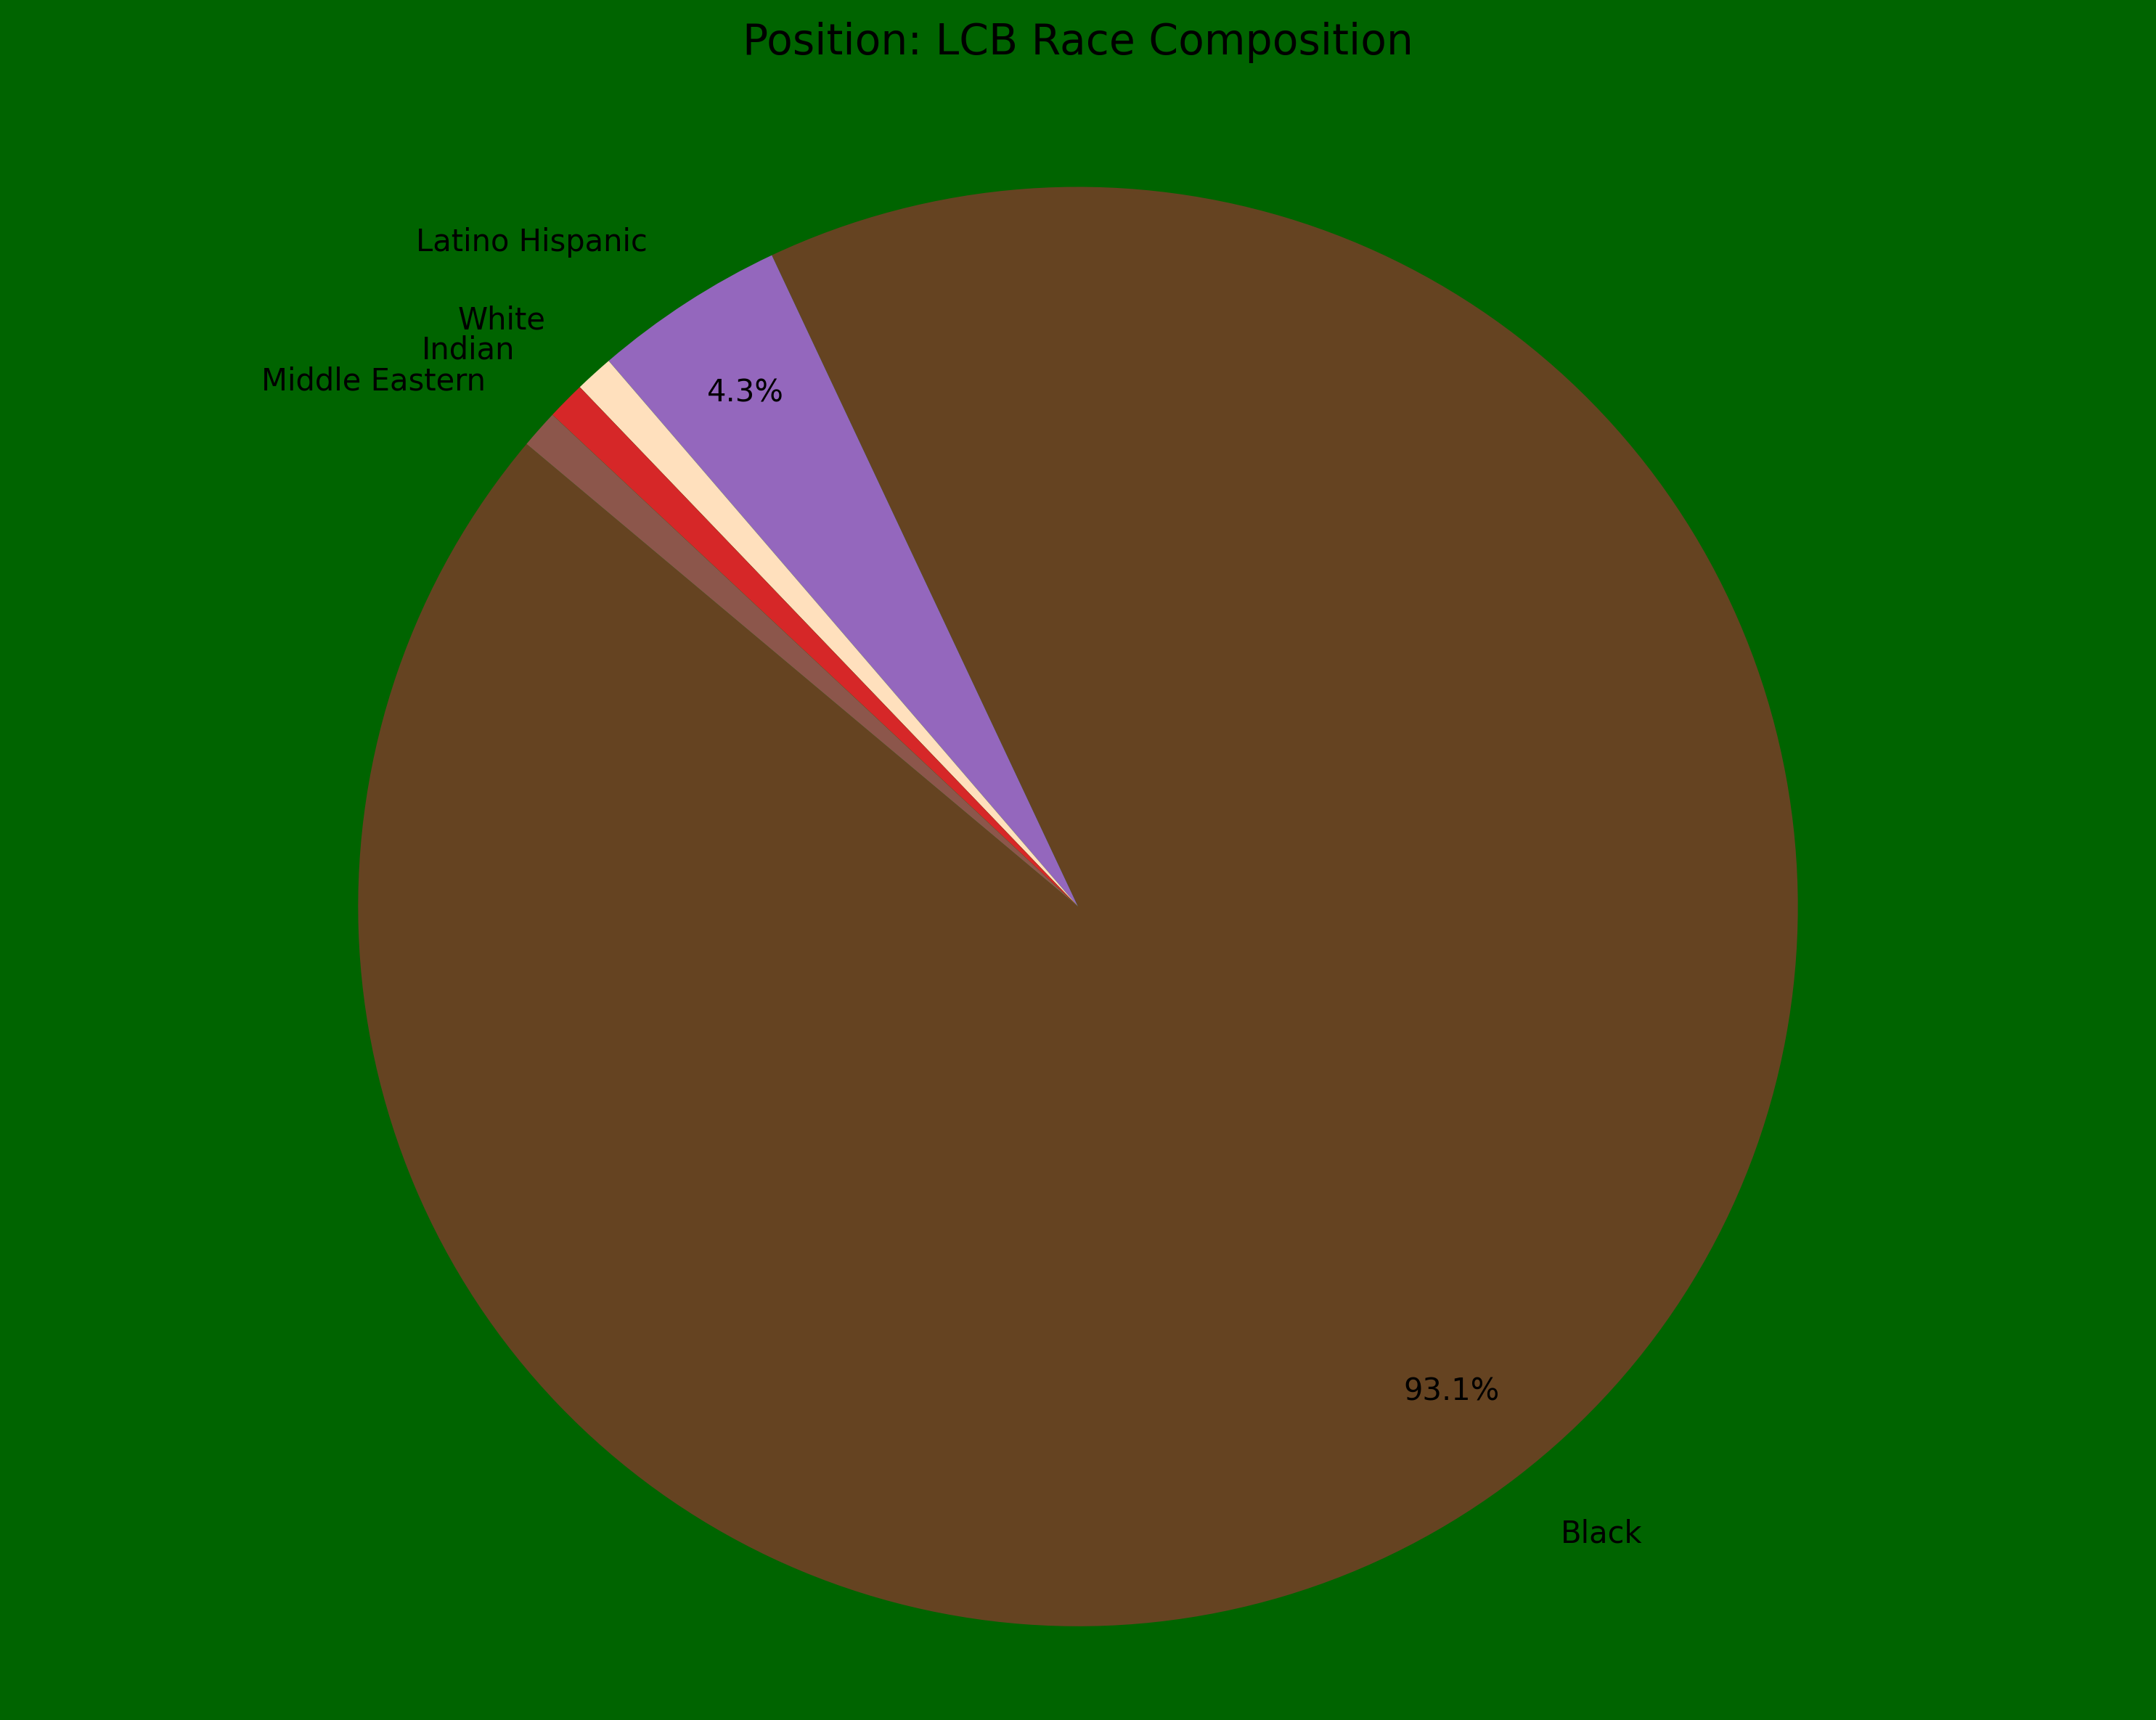 Position: LCB Race Composition
Latino Hispanic
White
Indian
Middle Eastern
4.3%
93.1%
Black